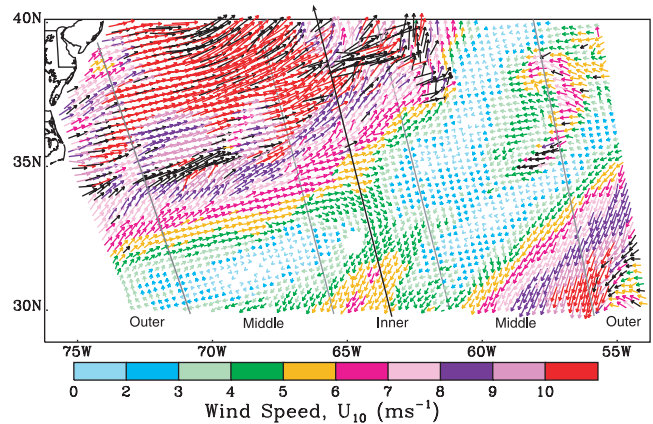 40N
35N
30N
Outer Middle Inner Middle Outer
75W 70W 65W 60W 55W
0 2 3 4 5 6 7 8 9 10
Wind Speed, U₁₀ (ms⁻¹)